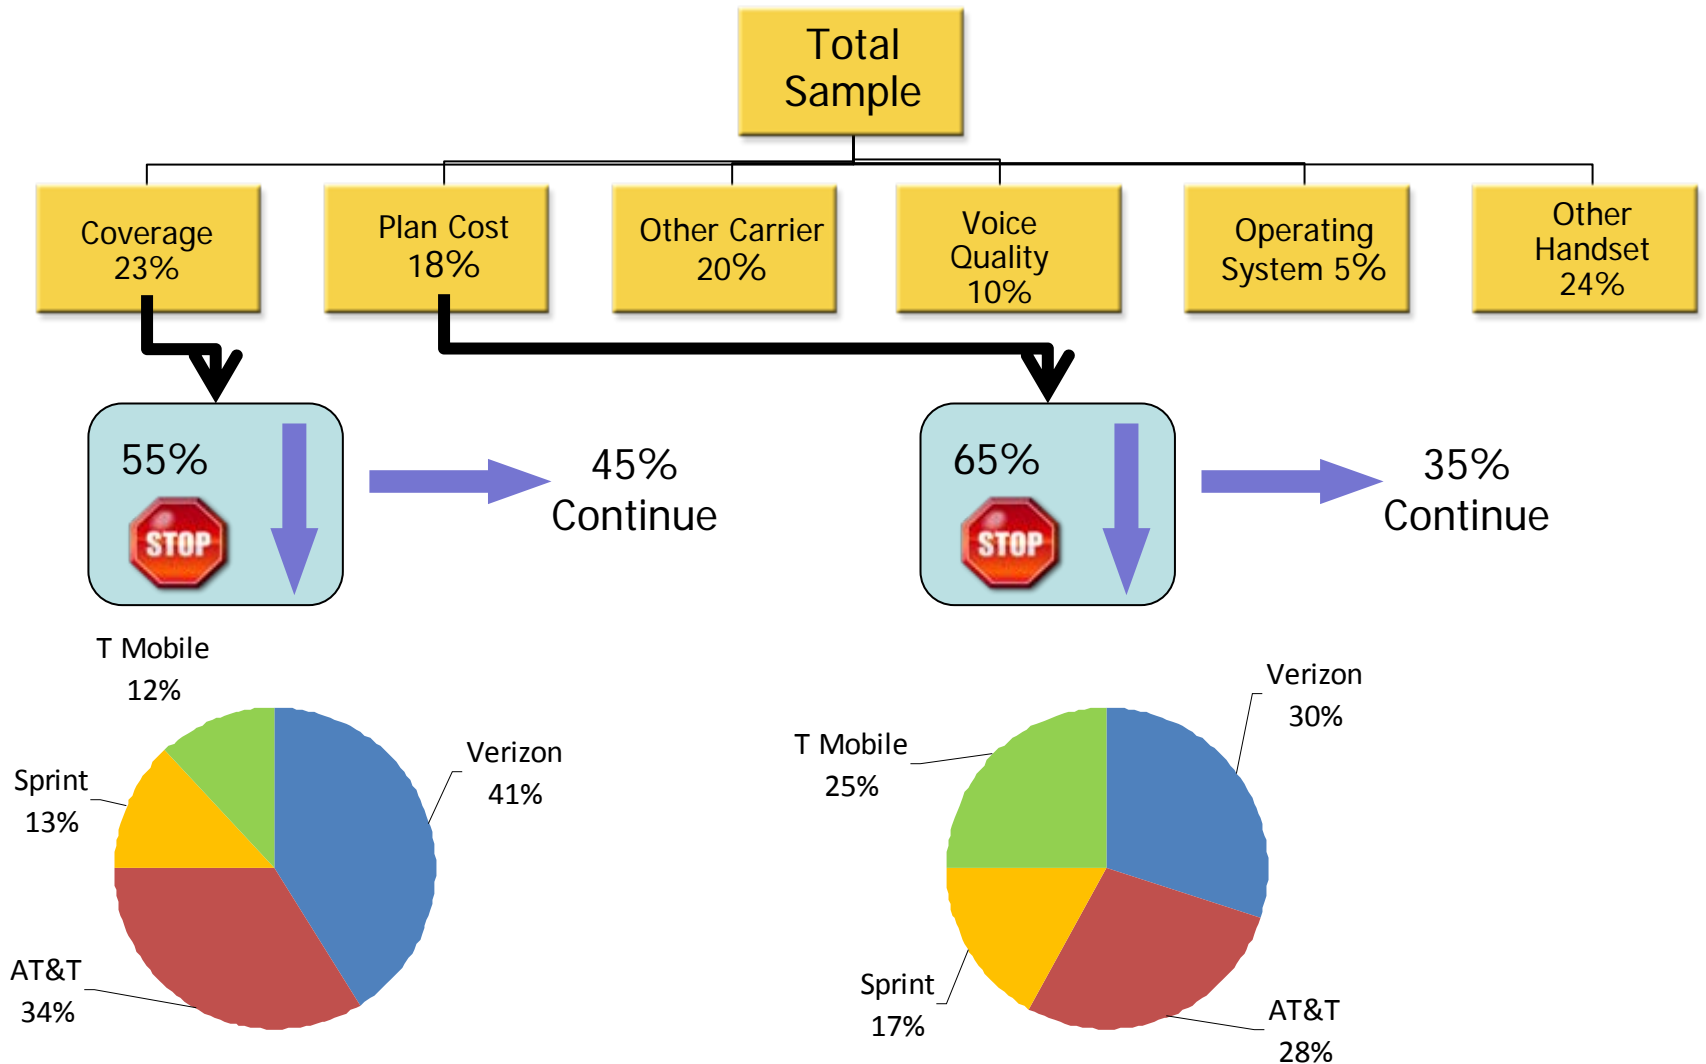 Total
Sample
Coverage
23%
Plan Cost
18%
Other Carrier
20%
Voice
Quality
10%
Operating
System 5%
Other
Handset
24%
55%
STOP
45%
Continue
65%
STOP
35%
Continue
T Mobile
12%
Verizon
41%
Sprint
13%
AT&T
34%
Verizon
30%
T Mobile
25%
Sprint
17%
AT&T
28%